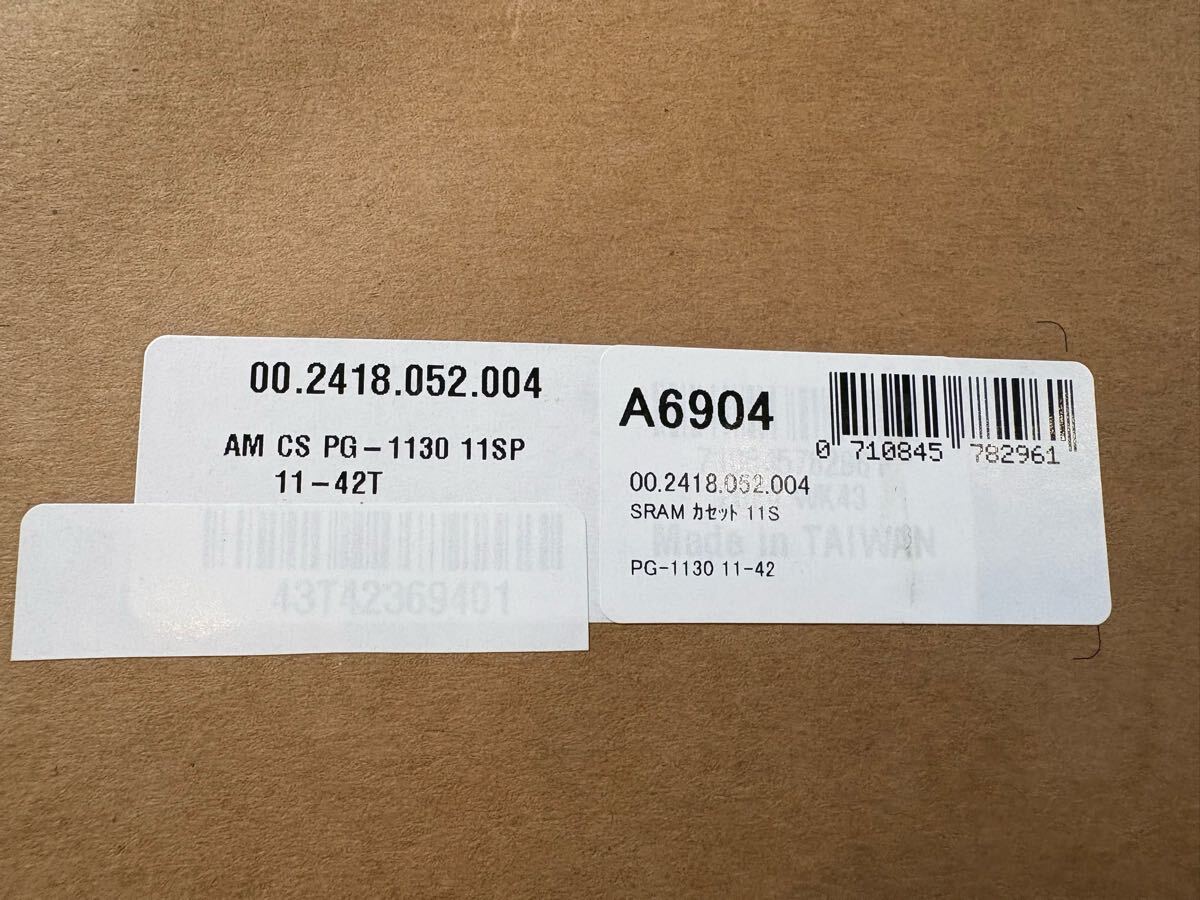 00.2418.052.004
AM CS PG-1130 11SP
11-42T
43T42369401
A6904
0 710845 782961
00.2418.052.004
SRAM ｶｾｯﾄ 11S
Made in TAIWAN
PG-1130 11-42